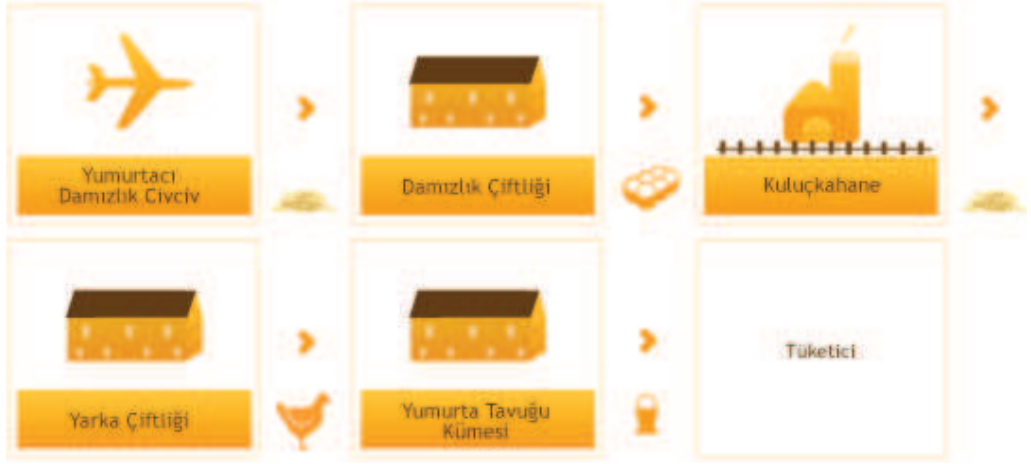 Yumurtacı
Damızlık Civciv
Damızlık Çiftliği
Kuluçkahane
Yarka Çiftliği
Yumurta Tavuğu
Kümesi
Tüketici